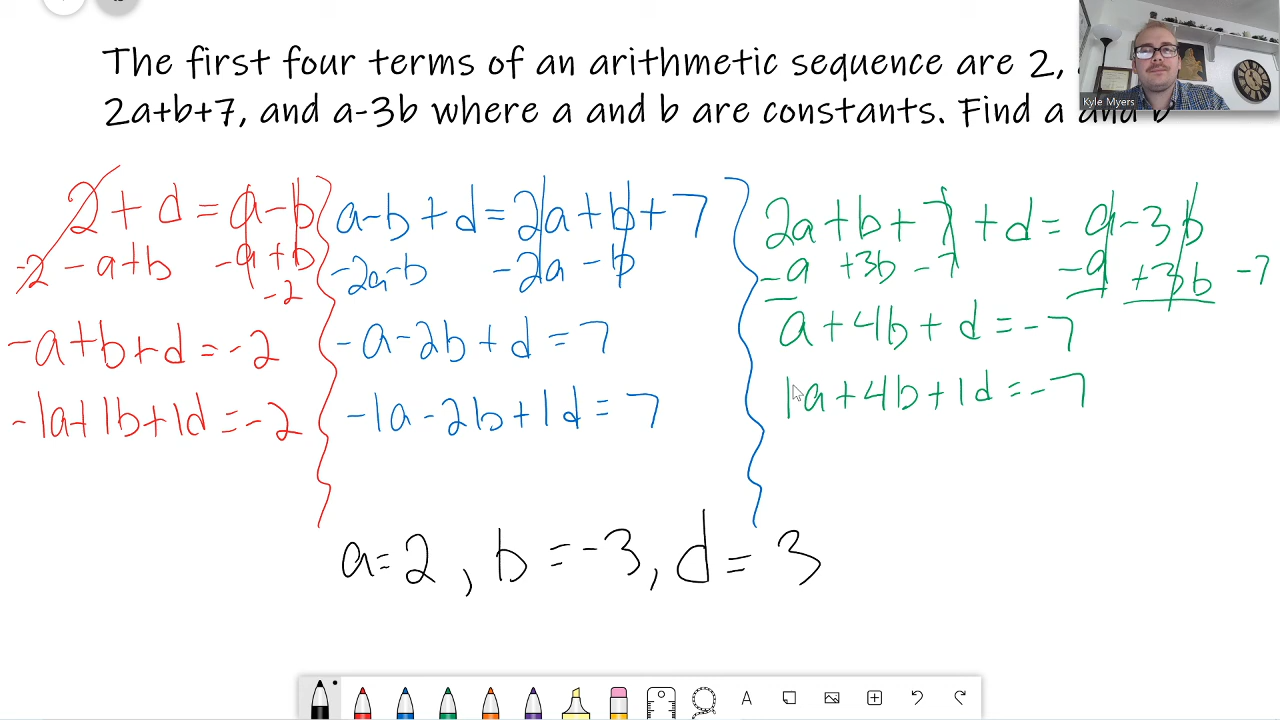 The first four terms of an arithmetic sequence are 2,
2a+b+7, and a-3b where a and b are constants. Find a and b
Kyle Myers
2+d=a-b
-2 -a+b -a+b
-2
-a+b+d=-2
-1a+1b+1d=-2
a-b+d=2a+b+7
-2a-b -2a-b
-a-2b+d=7
-1a-2b+1d=7
2a+b+7+d=a-3b
-a +3b -7 -a +3b -7
a+4b+d=-7
1a+4b+1d=-7
a=2, b=-3, d=3
A